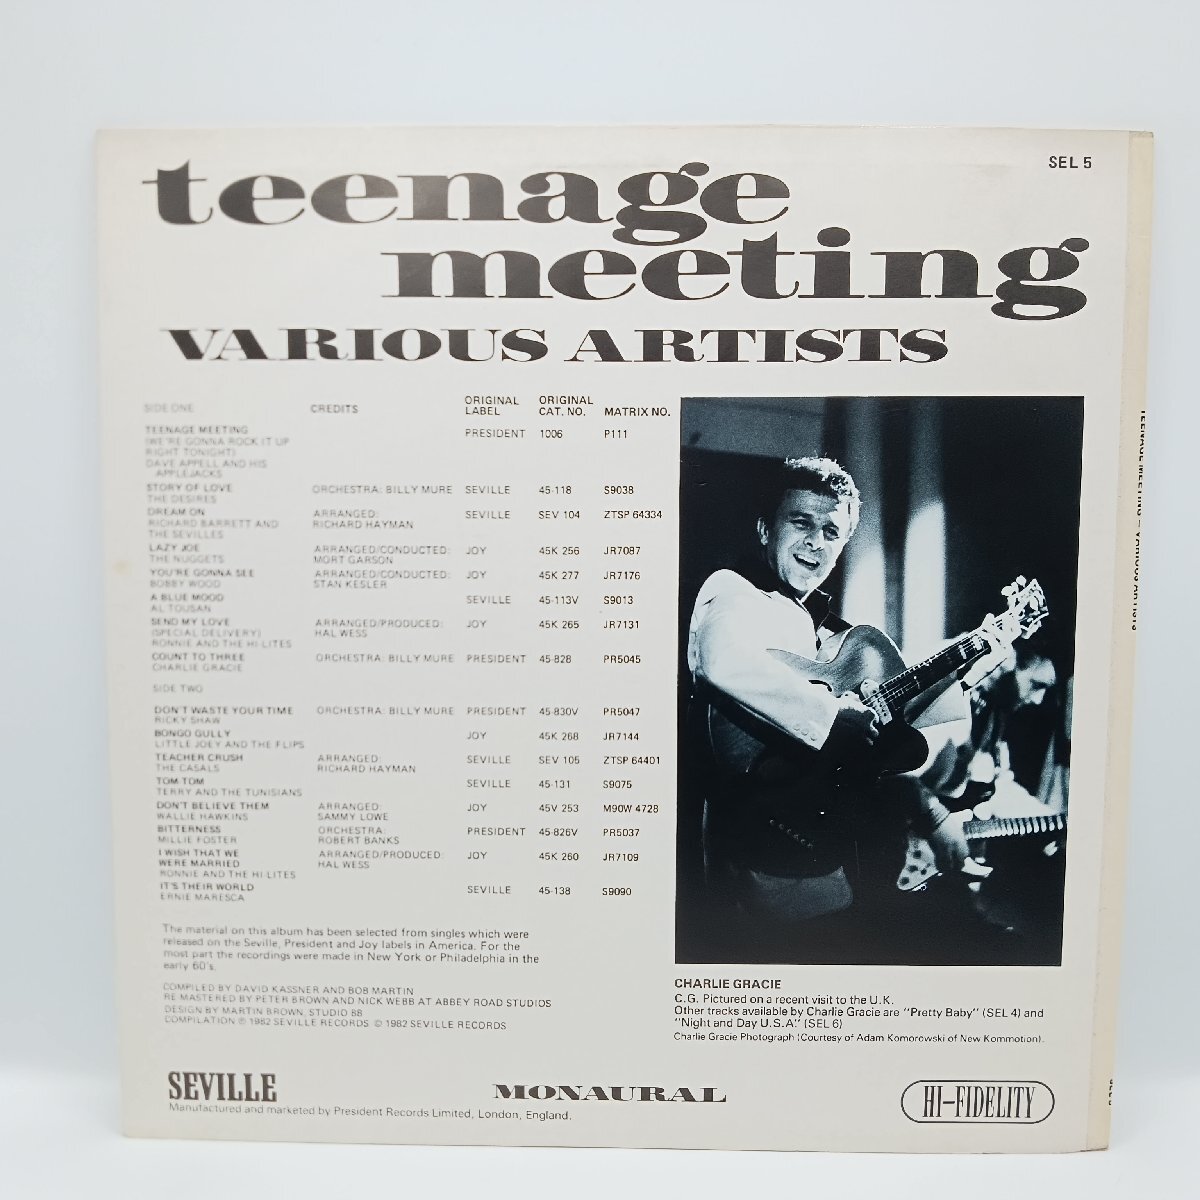 SEL 5
teenage
meeting
VARIOUS ARTISTS
SIDE ONE CREDITS ORIGINAL LABEL ORIGINAL CAT. NO. MATRIX NO.
TEENAGE MEETING PRESIDENT 1006 P111
(WE'RE GONNA ROCK IT UP
RIGHT TONIGHT)
DAVE APPELL AND HIS
APPLEJACKS
STORY OF LOVE ORCHESTRA: BILLY MURE SEVILLE 45-118 S9038
THE DESIRES
DREAM ON ARRANGED: SEVILLE SEV 104 ZTSP 64334
RICHARD BARRETT AND RICHARD HAYMAN
THE SEVILLES
LAZY JOE ARRANGED/CONDUCTED: JOY 45K 256 JR7087
THE NUGGETS MORT GARSON
YOU'RE GONNA SEE ARRANGED/CONDUCTED: JOY 45K 277 JR7176
BOBBY WOOD STAN KESLER
A BLUE MOOD SEVILLE 45-113V S9013
AL TOUSAN
SEND MY LOVE ARRANGED/PRODUCED: JOY 45K 265 JR7131
(SPECIAL DELIVERY) HAL WESS
RONNIE AND THE HI-LITES
COUNT TO THREE ORCHESTRA: BILLY MURE PRESIDENT 45-828 PR5045
CHARLIE GRACIE
SIDE TWO
DON'T WASTE YOUR TIME ORCHESTRA: BILLY MURE PRESIDENT 45-830V PR5047
RICKY SHAW
BONGO GULLY JOY 45K 268 JR7144
LITTLE JOEY AND THE FLIPS
TEACHER CRUSH ARRANGED: SEVILLE SEV 105 ZTSP 64401
THE CASALS RICHARD HAYMAN
TOM TOM SEVILLE 45-131 S9075
TERRY AND THE TUNISIANS
DON'T BELIEVE THEM ARRANGED: JOY 45V 253 M90W 4728
WALLIE HAWKINS SAMMY LOWE
BITTERNESS ORCHESTRA: PRESIDENT 45-826V PR5037
MILLIE FOSTER ROBERT BANKS
I WISH THAT WE ARRANGED/PRODUCED: JOY 45K 260 JR7109
WERE MARRIED HAL WESS
RONNIE AND THE HI-LITES
IT'S THEIR WORLD SEVILLE 45-138 S9090
ERNIE MARESCA
The material on this album has been selected from singles which were
released on the Seville, President and Joy labels in America. For the
most part the recordings were made in New York or Philadelphia in the
early 60's.
COMPILED BY DAVID KASSNER AND BOB MARTIN
RE-MASTERED BY PETER BROWN AND NICK WEBB AT ABBEY ROAD STUDIOS
DESIGN BY MARTIN BROWN, STUDIO 88
COMPILATION ℗ 1982 SEVILLE RECORDS © 1982 SEVILLE RECORDS
CHARLIE GRACIE
C.G. Pictured on a recent visit to the U.K.
Other tracks available by Charlie Gracie are "Pretty Baby" (SEL 4) and
"Night and Day U.S.A." (SEL 6)
Charlie Gracie Photograph (Courtesy of Adam Komorowski of New Kommotion).
SEVILLE
Manufactured and marketed by President Records Limited, London, England.
MONAURAL
HI-FIDELITY
TEENAGE MEETING – VARIOUS ARTISTS
SEL 5